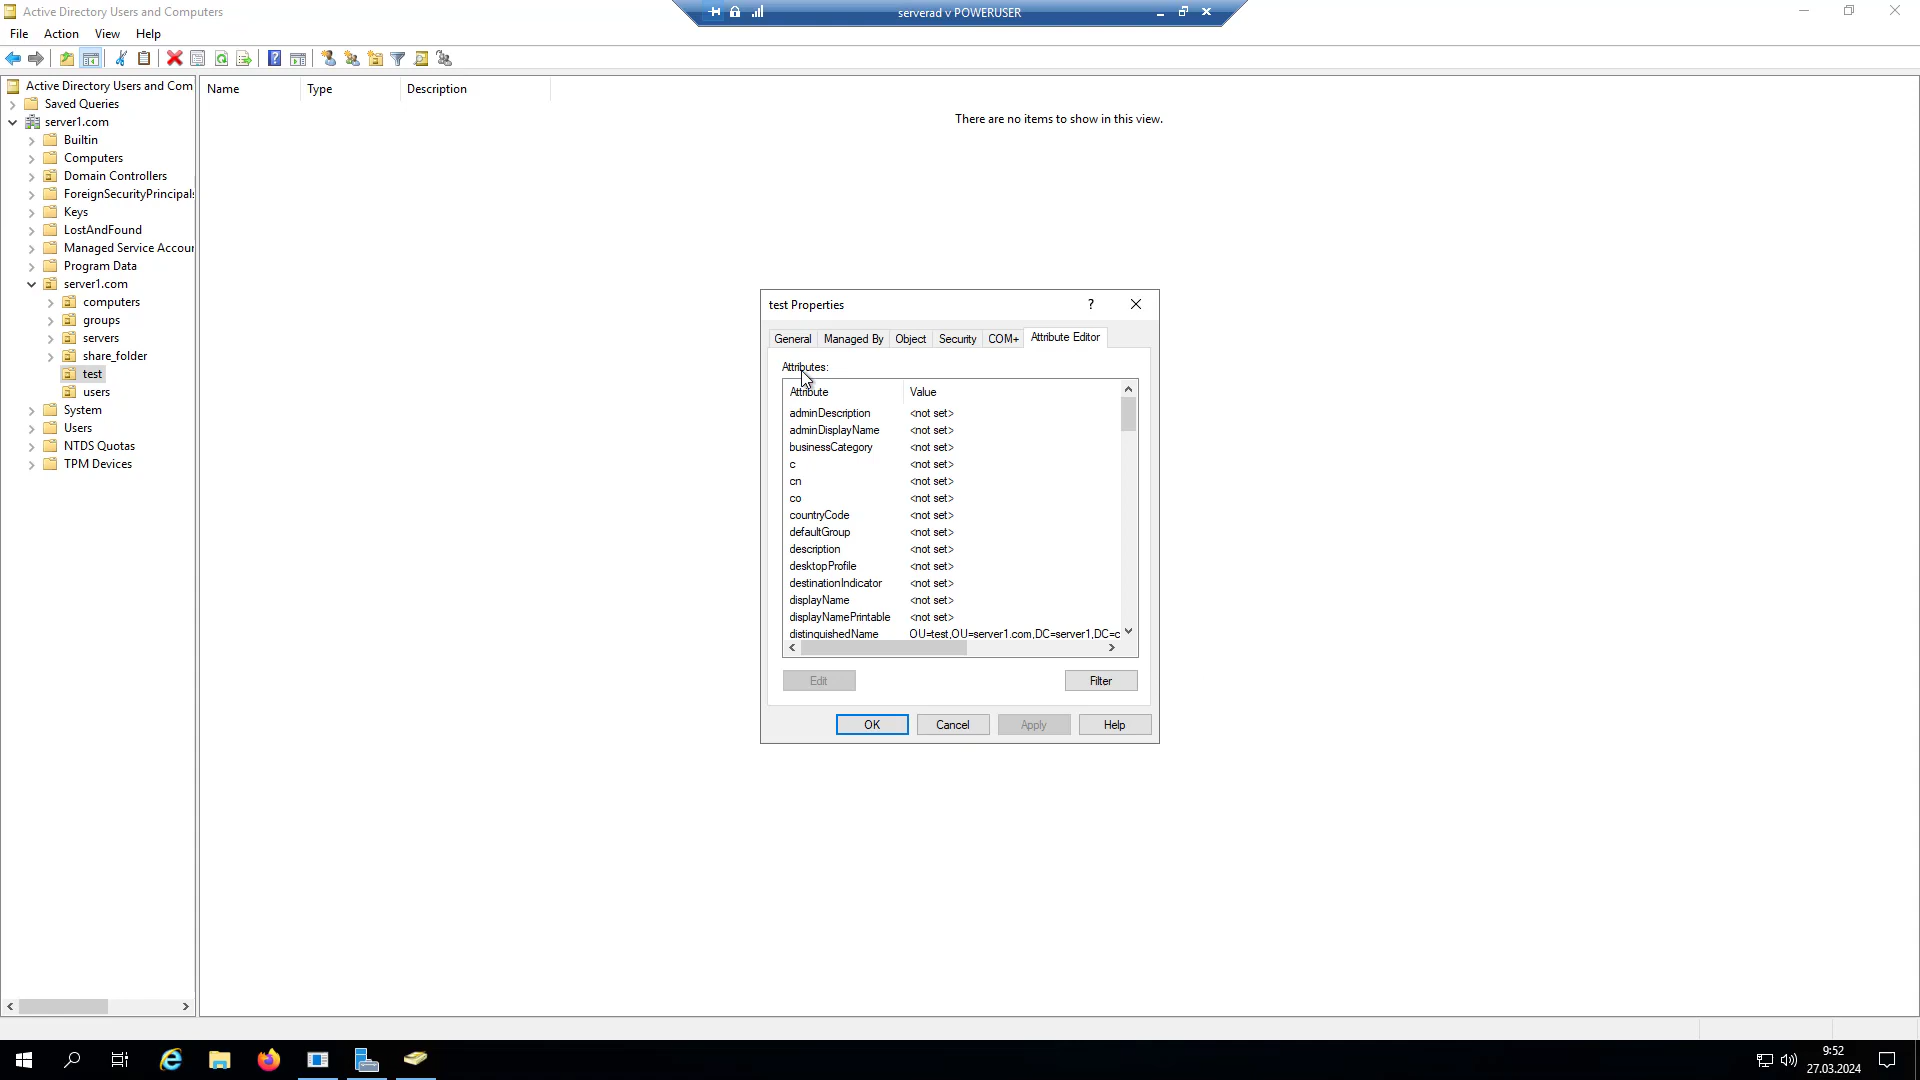 Active Directory Users and Computers
serverad v POWERUSER
File Action View Help
Active Directory Users and Com
Saved Queries
server1.com
Builtin
Computers
Domain Controllers
ForeignSecurityPrincipals
Keys
LostAndFound
Managed Service Accour
Program Data
server1.com
computers
groups
servers
share_folder
test
users
System
Users
NTDS Quotas
TPM Devices
Name Type Description
There are no items to show in this view.
test Properties
General Managed By Object Security COM+ Attribute Editor
Attributes:
Attribute Value
adminDescription <not set>
adminDisplayName <not set>
businessCategory <not set>
c <not set>
cn <not set>
co <not set>
countryCode <not set>
defaultGroup <not set>
description <not set>
desktopProfile <not set>
destinationIndicator <not set>
displayName <not set>
displayNamePrintable <not set>
distinguishedName OU=test,OU=server1.com,DC=server1,DC=c
Edit Filter
OK Cancel Apply Help
9:52
27.03.2024